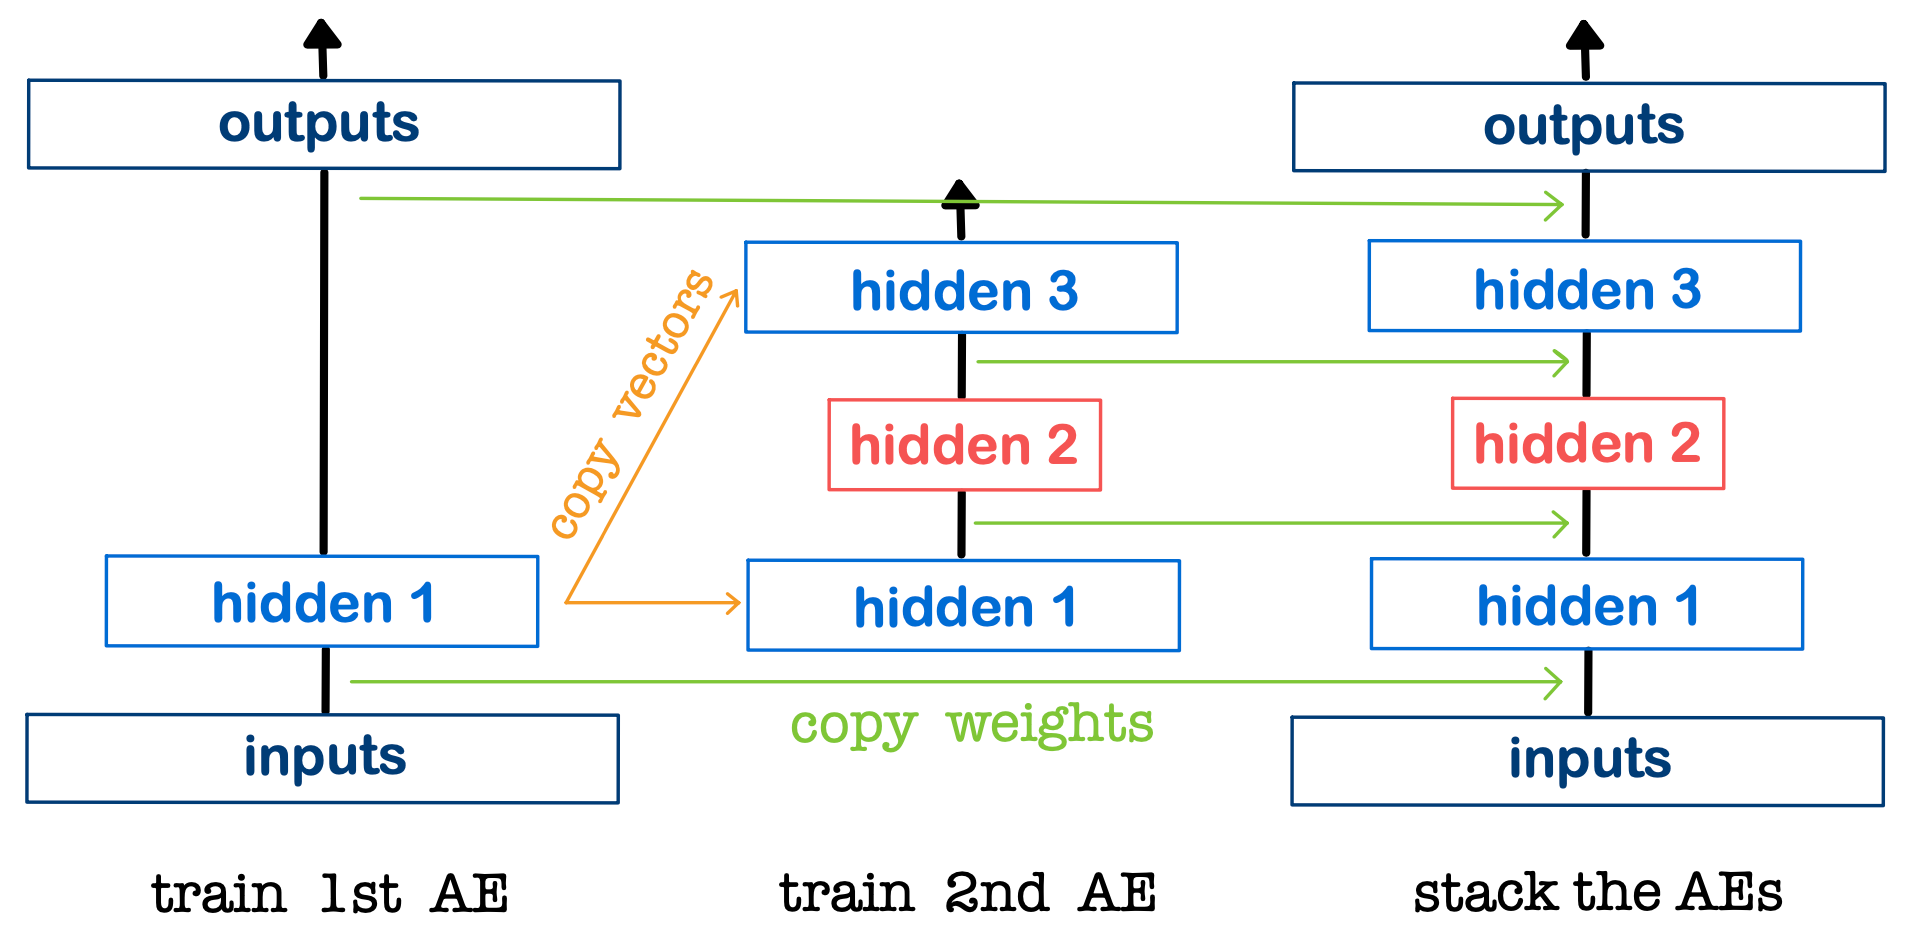 outputs
hidden 1
inputs
train 1st AE
copy vectors
hidden 3
hidden 2
hidden 1
copy weights
train 2nd AE
outputs
hidden 3
hidden 2
hidden 1
inputs
stack the AEs